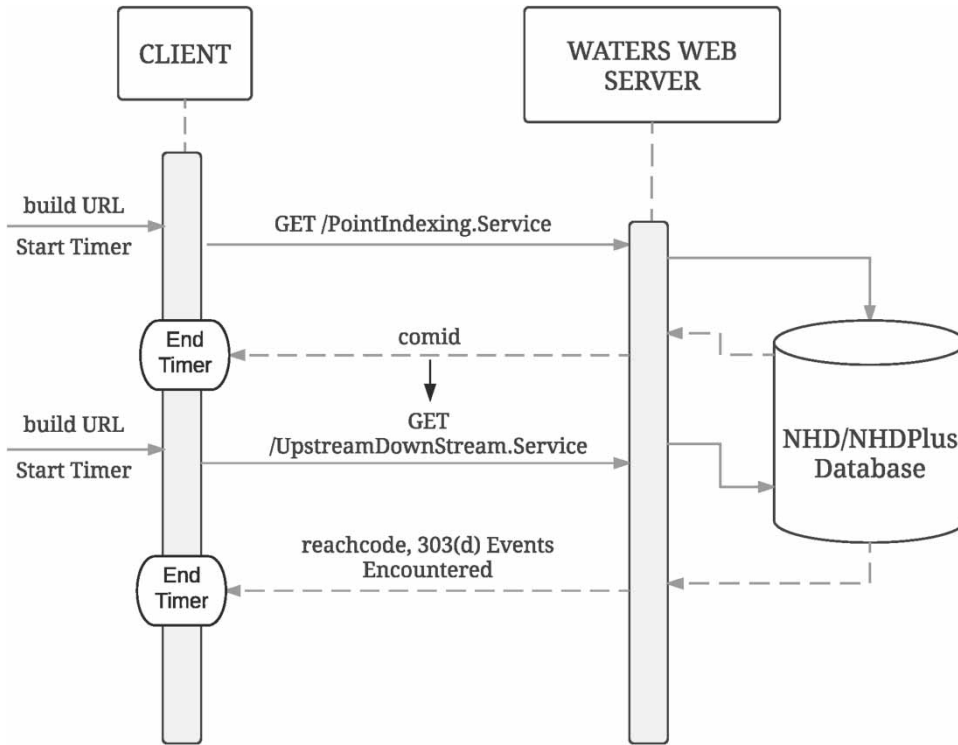 CLIENT
WATERS WEB
SERVER
build URL
Start Timer
GET /PointIndexing.Service
End
Timer
comid
build URL
Start Timer
GET
/UpstreamDownStream.Service
NHD/NHDPlus
Database
reachcode, 303(d) Events
Encountered
End
Timer